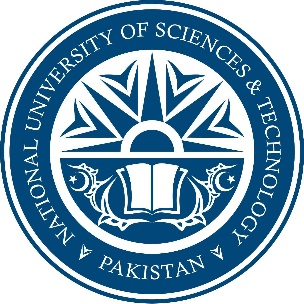 NATIONAL UNIVERSITY OF SCIENCES & TECHNOLOGY
PAKISTAN